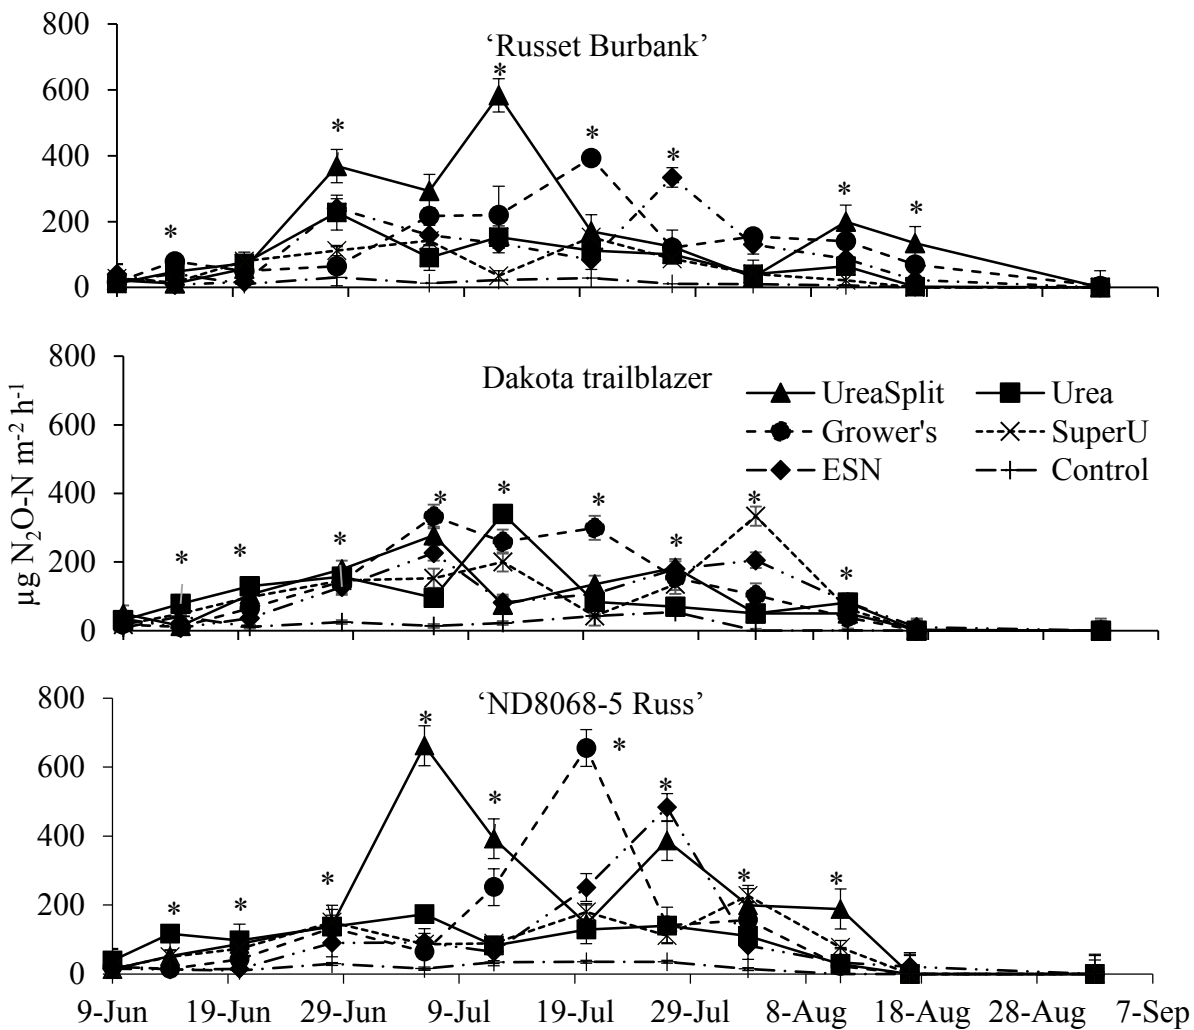 800
‘Russet Burbank’
*
600
*
*
400
*
*
*
200
*
0
800
Dakota trailblazer
UreaSplit Urea
600
Grower's SuperU
ESN Control
µg N₂O-N m⁻² h⁻¹
400
* * * *
*
* * *
200
*
0
800
‘ND8068-5 Russ’
*
*
600
* *
400
* * *
* *
200
0
9-Jun 19-Jun 29-Jun 9-Jul 19-Jul 29-Jul 8-Aug 18-Aug 28-Aug 7-Sep